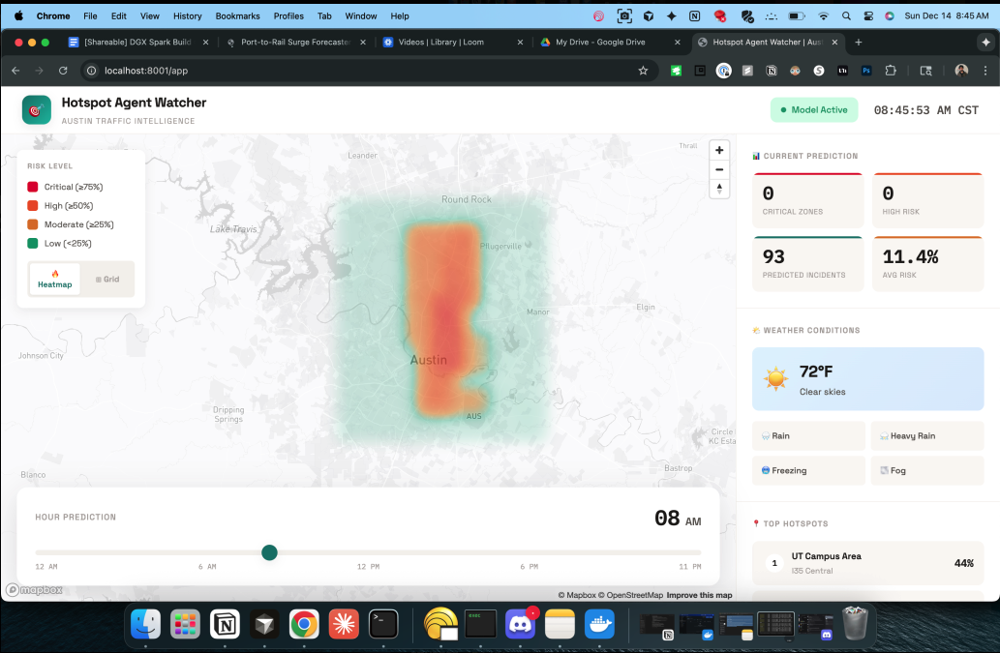 Chrome File Edit View History Bookmarks Profiles Tab Window Help
Sun Dec 14 8:45 AM
[Shareable] DGX Spark Build
Port-to-Rail Surge Forecaster
Videos | Library | Loom
My Drive - Google Drive
Hotspot Agent Watcher | Aus
localhost:8001/app
Hotspot Agent Watcher
AUSTIN TRAFFIC INTELLIGENCE
Model Active
08:45:53 AM CST
RISK LEVEL
Critical (≥75%)
High (≥50%)
Moderate (≥25%)
Low (<25%)
Heatmap
Grid
Leander
Thrall
Round Rock
Lake Travis
Pflugerville
Manor
Elgin
Johnson City
Austin
Dripping
Springs
AUS
Circle
KC Esta
Blanco
Bastrop
CURRENT PREDICTION
0
CRITICAL ZONES
0
HIGH RISK
93
PREDICTED INCIDENTS
11.4%
AVG RISK
WEATHER CONDITIONS
72°F
Clear skies
Rain
Heavy Rain
Freezing
Fog
TOP HOTSPOTS
1
UT Campus Area
I35 Central
44%
HOUR PREDICTION
08 AM
12 AM
6 AM
12 PM
6 PM
11 PM
mapbox
© Mapbox © OpenStreetMap Improve this map